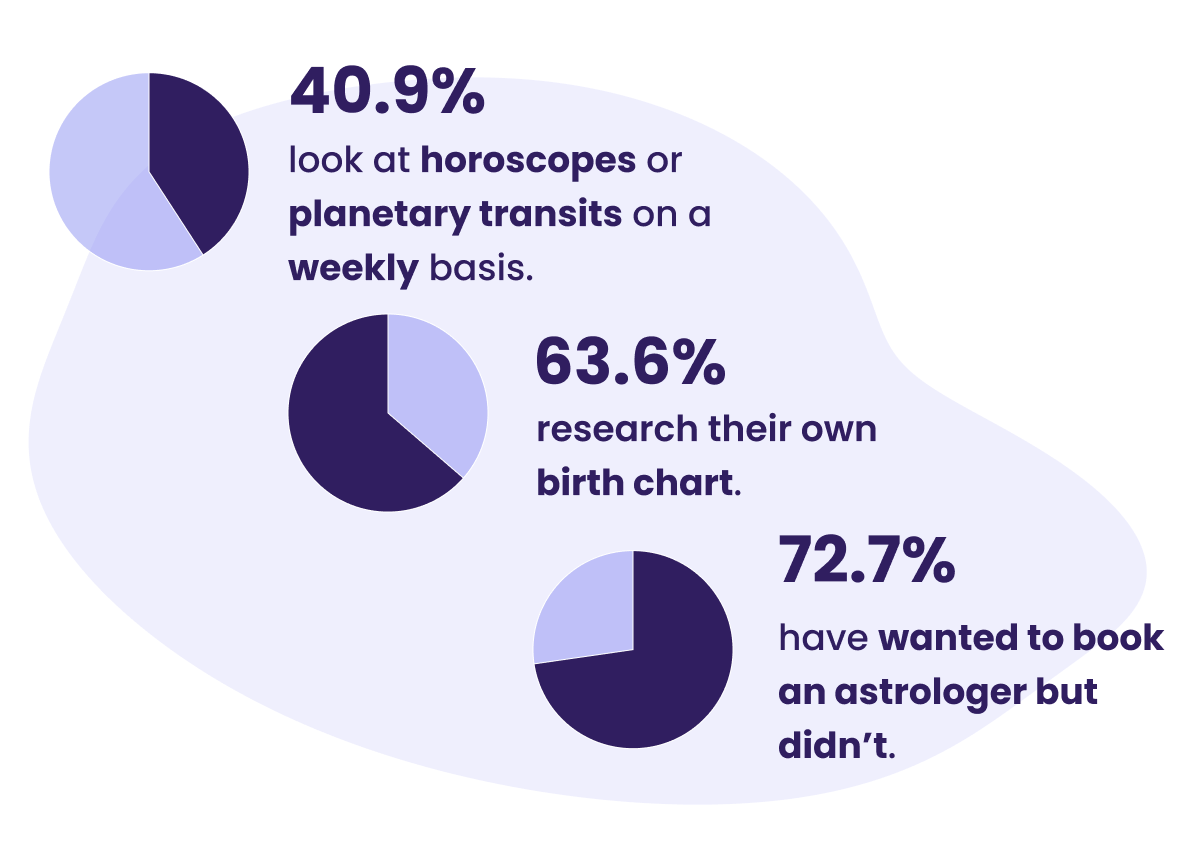 40.9%
look at horoscopes or
planetary transits on a
weekly basis.
63.6%
research their own
birth chart.
72.7%
have wanted to book
an astrologer but
didn’t.